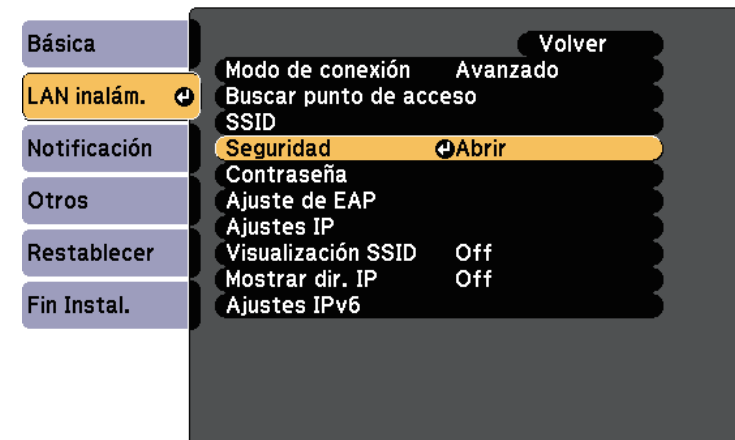 Básica
LAN inalám.
Notificación
Otros
Restablecer
Fin Instal.
Volver
Modo de conexión Avanzado
Buscar punto de acceso
SSID
Seguridad Abrir
Contraseña
Ajuste de EAP
Ajustes IP
Visualización SSID Off
Mostrar dir. IP Off
Ajustes IPv6